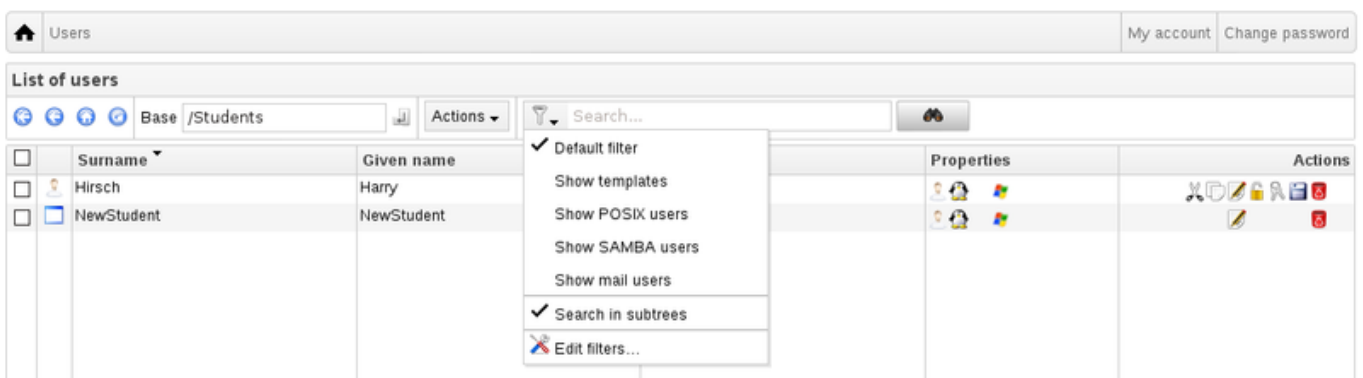 Users My account Change password
List of users
Base /Students Actions Search...
Surname Given name Properties Actions
Default filter
Hirsch Harry
Show templates
NewStudent NewStudent
Show POSIX users
Show SAMBA users
Show mail users
Search in subtrees
Edit filters...